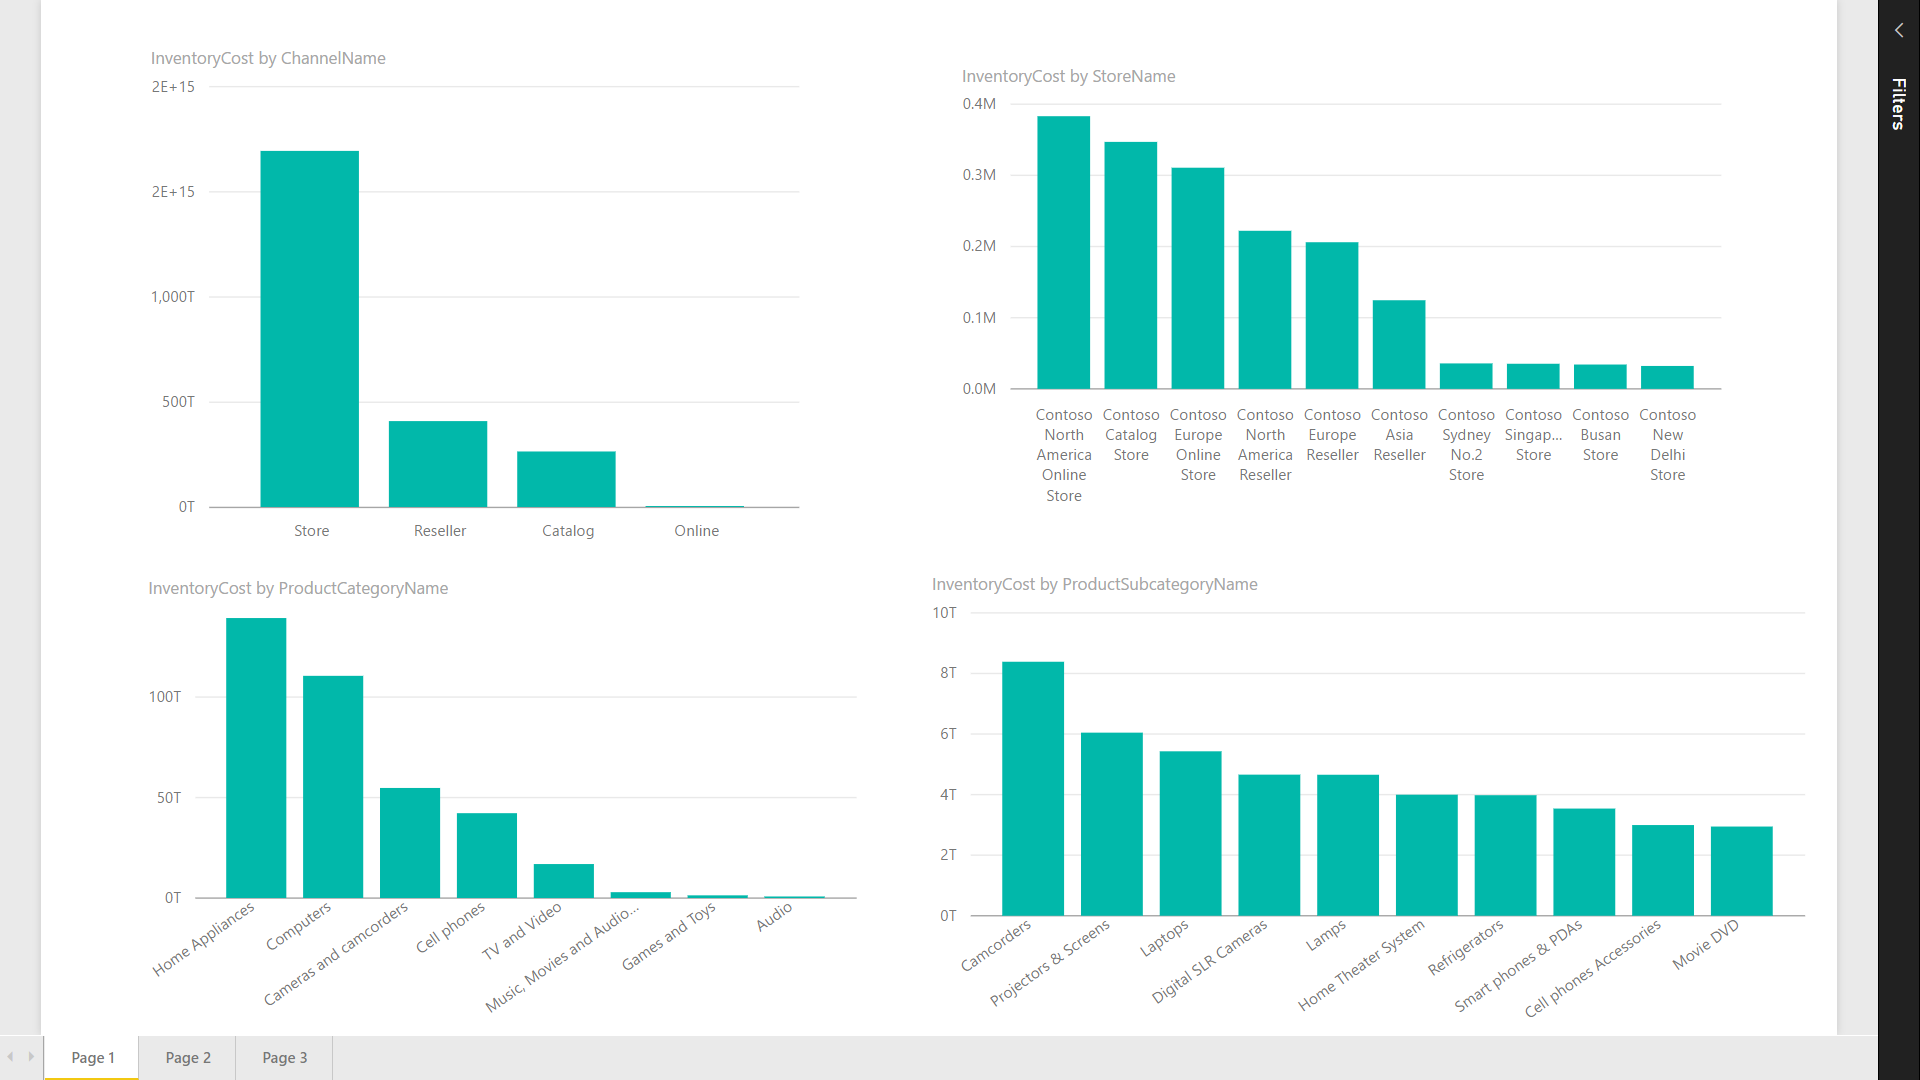 InventoryCost by ChannelName
2E+15
2E+15
1,000T
500T
0T
Store
Reseller
Catalog
Online
InventoryCost by StoreName
0.4M
0.3M
0.2M
0.1M
0.0M
Contoso
North
America
Online
Store
Contoso
Catalog
Store
Contoso
Europe
Online
Store
Contoso
North
America
Reseller
Contoso
Europe
Reseller
Contoso
Asia
Reseller
Contoso
Sydney
No.2
Store
Contoso
Singap...
Store
Contoso
Busan
Store
Contoso
New
Delhi
Store
InventoryCost by ProductCategoryName
100T
50T
0T
Home Appliances
Computers
Cameras and camcorders
Cell phones
TV and Video
Music, Movies and Audio...
Games and Toys
Audio
InventoryCost by ProductSubcategoryName
10T
8T
6T
4T
2T
0T
Camcorders
Projectors & Screens
Laptops
Digital SLR Cameras
Lamps
Home Theater System
Refrigerators
Smart phones & PDAs
Cell phones Accessories
Movie DVD
Filters
Page 1
Page 2
Page 3